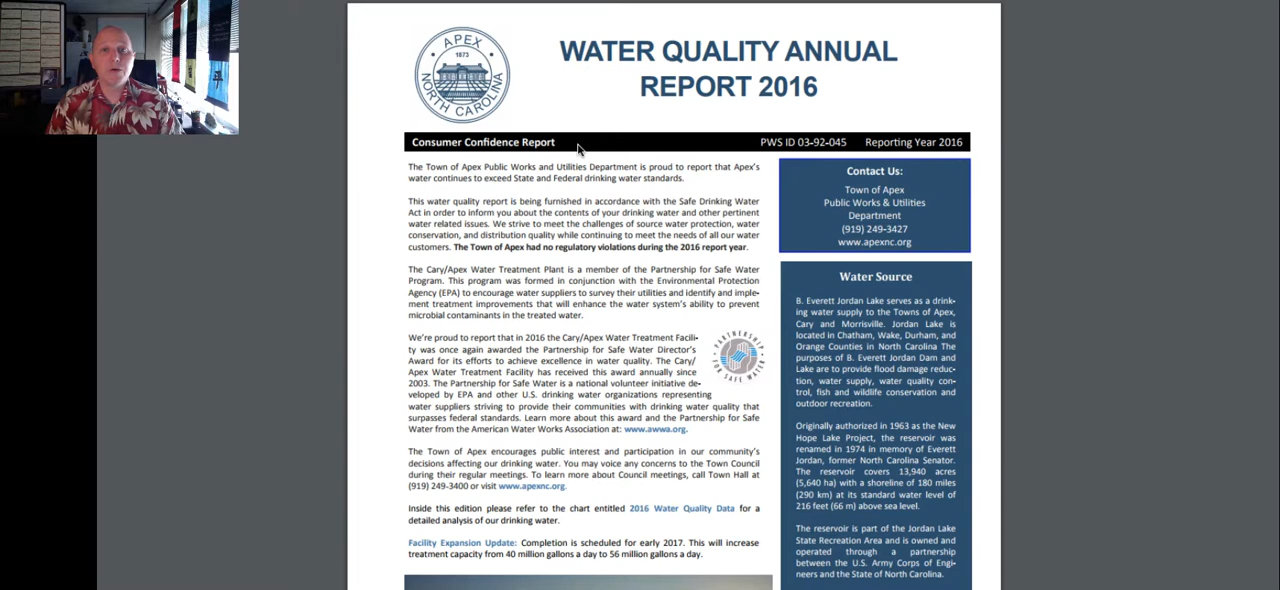 APEX
1873
NORTH CAROLINA
WATER QUALITY ANNUAL
REPORT 2016
Consumer Confidence Report PWS ID 03-92-045 Reporting Year 2016
The Town of Apex Public Works and Utilities Department is proud to report that Apex's
water continues to exceed State and Federal drinking water standards.
This water quality report is being furnished in accordance with the Safe Drinking Water
Act in order to inform you about the contents of your drinking water and other pertinent
water related issues. We strive to meet the challenges of source water protection, water
conservation, and distribution quality while continuing to meet the needs of all our water
customers. The Town of Apex had no regulatory violations during the 2016 report year.
The Cary/Apex Water Treatment Plant is a member of the Partnership for Safe Water
Program. This program was formed in conjunction with the Environmental Protection
Agency (EPA) to encourage water suppliers to survey their utilities and identify and imple-
ment treatment improvements that will enhance the water system's ability to prevent
microbial contaminants in the treated water.
We're proud to report that in 2016 the Cary/Apex Water Treatment Facili-
ty was once again awarded the Partnership for Safe Water Director's
Award for its efforts to achieve excellence in water quality. The Cary/
Apex Water Treatment Facility has received this award annually since
2003. The Partnership for Safe Water is a national volunteer initiative de-
veloped by EPA and other U.S. drinking water organizations representing
water suppliers striving to provide their communities with drinking water quality that
surpasses federal standards. Learn more about this award and the Partnership for Safe
Water from the American Water Works Association at: www.awwa.org.
PARTNERSHIP
FOR SAFE WATER
The Town of Apex encourages public interest and participation in our community's
decisions affecting our drinking water. You may voice any concerns to the Town Council
during their regular meetings. To learn more about Council meetings, call Town Hall at
(919) 249-3400 or visit www.apexnc.org.
Inside this edition please refer to the chart entitled 2016 Water Quality Data for a
detailed analysis of our drinking water.
Facility Expansion Update: Completion is scheduled for early 2017. This will increase
treatment capacity from 40 million gallons a day to 56 million gallons a day.
Contact Us:
Town of Apex
Public Works & Utilities
Department
(919) 249-3427
www.apexnc.org
Water Source
B. Everett Jordan Lake serves as a drink-
ing water supply to the Towns of Apex,
Cary and Morrisville. Jordan Lake is
located in Chatham, Wake, Durham, and
Orange Counties in North Carolina The
purposes of B. Everett Jordan Dam and
Lake are to provide flood damage reduc-
tion, water supply, water quality con-
trol, fish and wildlife conservation and
outdoor recreation.
Originally authorized in 1963 as the New
Hope Lake Project, the reservoir was
renamed in 1974 in memory of Everett
Jordan, former North Carolina Senator.
The reservoir covers 13,940 acres
(5,640 ha) with a shoreline of 180 miles
(290 km) at its standard water level of
216 feet (66 m) above sea level.
The reservoir is part of the Jordan Lake
State Recreation Area and is owned and
operated through a partnership
between the U.S. Army Corps of Engi-
neers and the State of North Carolina.